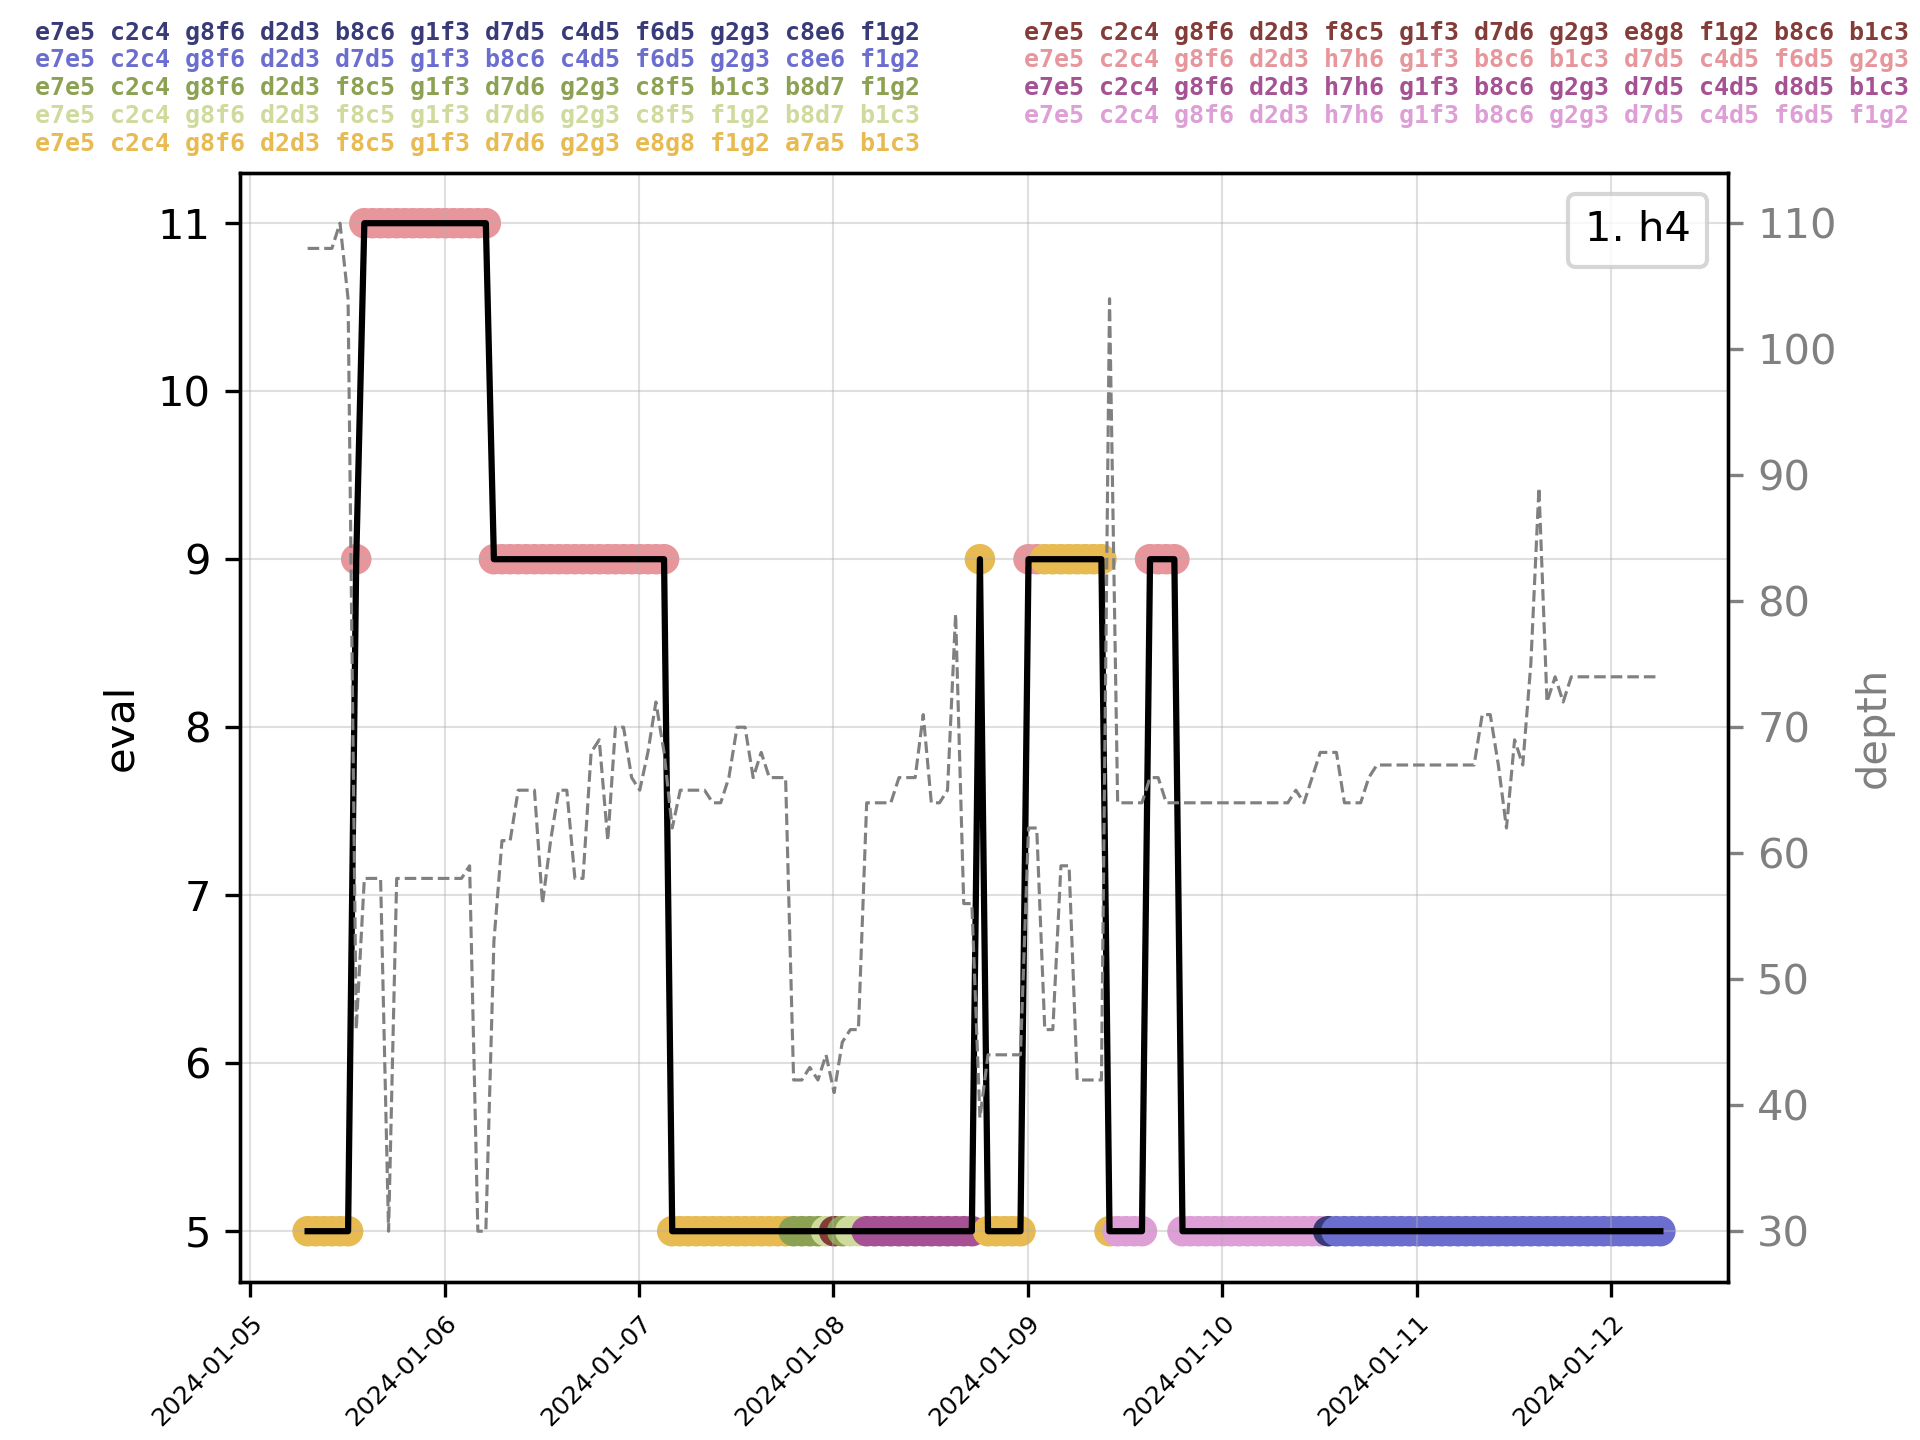 e7e5 c2c4 g8f6 d2d3 b8c6 g1f3 d7d5 c4d5 f6d5 g2g3 c8e6 f1g2
e7e5 c2c4 g8f6 d2d3 d7d5 g1f3 b8c6 c4d5 f6d5 g2g3 c8e6 f1g2
e7e5 c2c4 g8f6 d2d3 f8c5 g1f3 d7d6 g2g3 c8f5 b1c3 b8d7 f1g2
e7e5 c2c4 g8f6 d2d3 f8c5 g1f3 d7d6 g2g3 c8f5 f1g2 b8d7 b1c3
e7e5 c2c4 g8f6 d2d3 f8c5 g1f3 d7d6 g2g3 e8g8 f1g2 a7a5 b1c3
e7e5 c2c4 g8f6 d2d3 f8c5 g1f3 d7d6 g2g3 e8g8 f1g2 b8c6 b1c3
e7e5 c2c4 g8f6 d2d3 h7h6 g1f3 b8c6 b1c3 d7d5 c4d5 f6d5 g2g3
e7e5 c2c4 g8f6 d2d3 h7h6 g1f3 b8c6 g2g3 d7d5 c4d5 d8d5 b1c3
e7e5 c2c4 g8f6 d2d3 h7h6 g1f3 b8c6 g2g3 d7d5 c4d5 f6d5 f1g2
1. h4
11
10
9
8
7
6
5
eval
110
100
90
80
70
60
50
40
30
depth
2024-01-05
2024-01-06
2024-01-07
2024-01-08
2024-01-09
2024-01-10
2024-01-11
2024-01-12